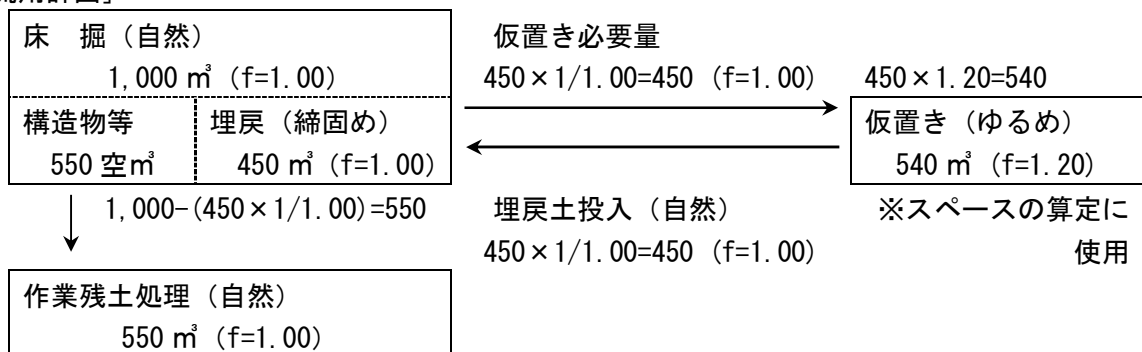 床　掘（自然）
1,000 ㎥（f=1.00）
構造物等
550 空㎥
埋戻（締固め）
450 ㎥（f=1.00）
仮置き必要量
450×1/1.00=450（f=1.00）
450×1.20=540
仮置き（ゆるめ）
540 ㎥（f=1.20）
1,000-(450×1/1.00)=550
埋戻土投入（自然）
450×1/1.00=450（f=1.00）
※スペースの算定に
使用
作業残土処理（自然）
550 ㎥（f=1.00）